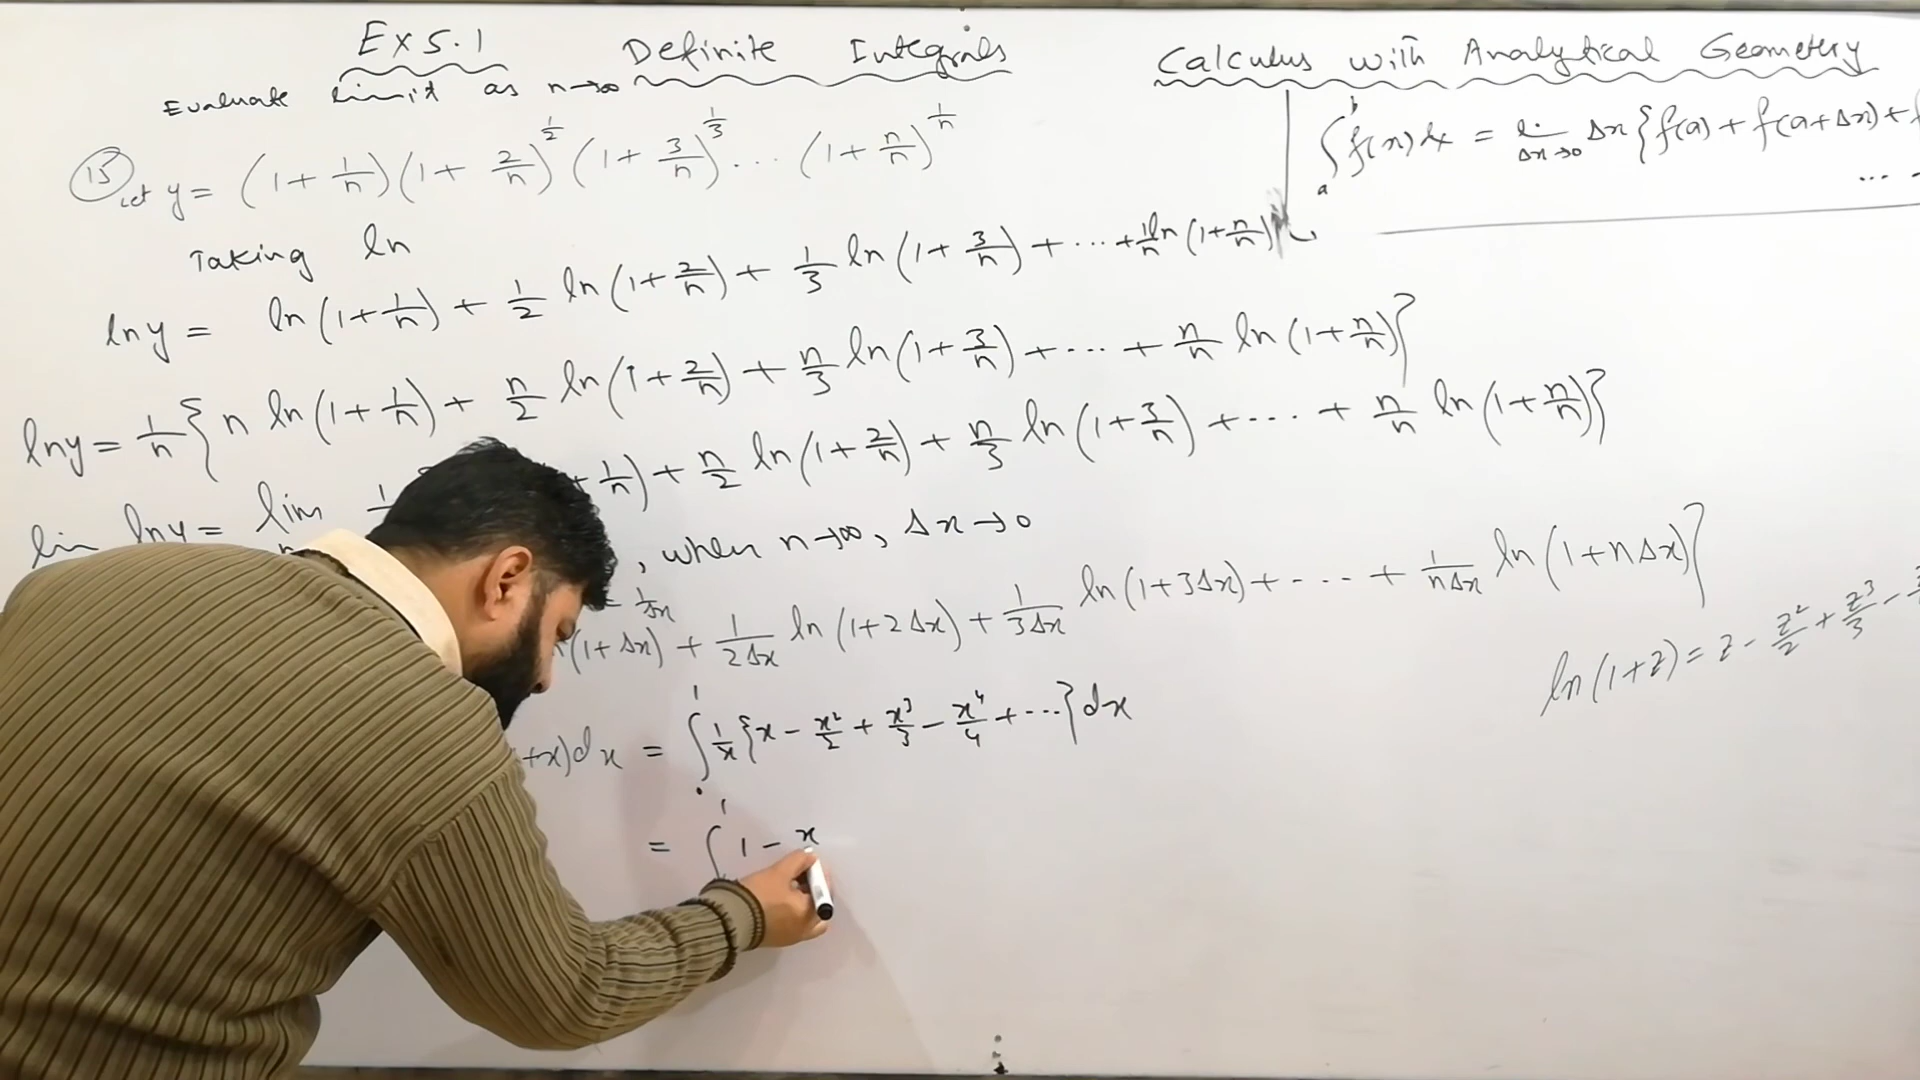 Ex 5.1 Definite Integrals Calculus with Analytical Geometry
Evaluate limit as n→∞
∫ₐᵇ f(x)dx = lim Δx→0 Δx{f(a) + f(a+Δx) +
... 
(15) Let y = (1 + 1/n)(1 + 2/n)^(1/2) (1 + 3/n)^(1/3) ... (1 + n/n)^(1/n)
Taking ln
ln y = ln(1+1/n) + 1/2 ln(1+2/n) + 1/3 ln(1+3/n) + ... + 1/n ln(1+n/n)
ln y = 1/n {n ln(1+1/n) + n/2 ln(1+2/n) + n/3 ln(1+3/n) + ... + n/n ln(1+n/n)}
lim ln y = lim 1/n) + n/2 ln(1+2/n) + n/3 ln(1+3/n) + ... + n/n ln(1+n/n)}
, when n→∞, Δx→0
= 1/Δx
(1+Δx) + 1/2Δx ln(1+2Δx) + 1/3Δx ln(1+3Δx) + ... + 1/nΔx ln(1+nΔx)}
ln(1+z) = z - z²/2 + z³/3 -
+x)dx = ∫₀¹ 1/x {x - x²/2 + x³/3 - x⁴/4 + ...}dx
= ∫¹ 1 - x